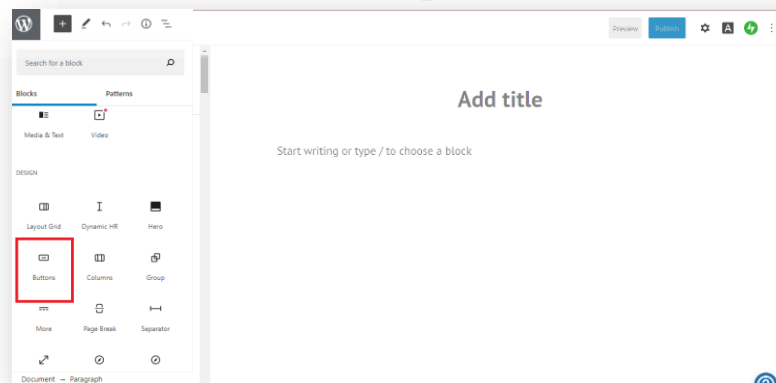 Preview
Publish
A
Search for a block
Blocks
Patterns
Add title
Media & Text
Video
Start writing or type / to choose a block
DESIGN
Layout Grid
Dynamic HR
Hero
Buttons
Columns
Group
More
Page Break
Separator
Document → Paragraph